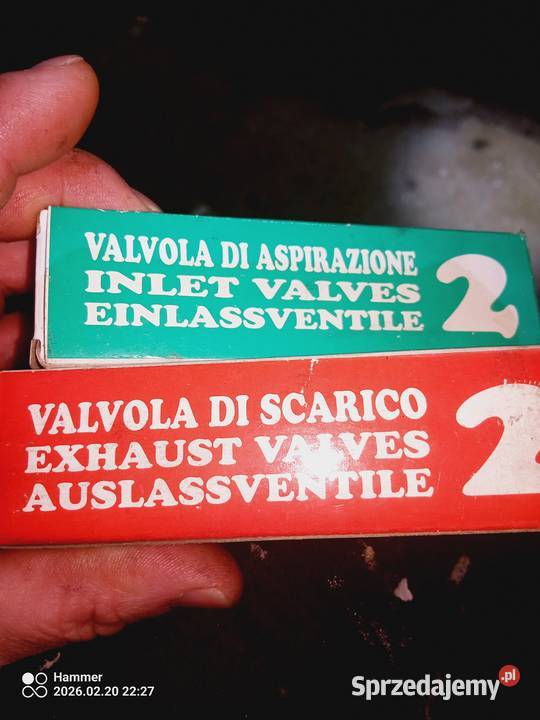 VALVOLA DI ASPIRAZIONE
INLET VALVES
EINLASSVENTILE
2
VALVOLA DI SCARICO
EXHAUST VALVES
AUSLASSVENTILE
2
Hammer
2026.02.20 22:27
Sprzedajemy.pl